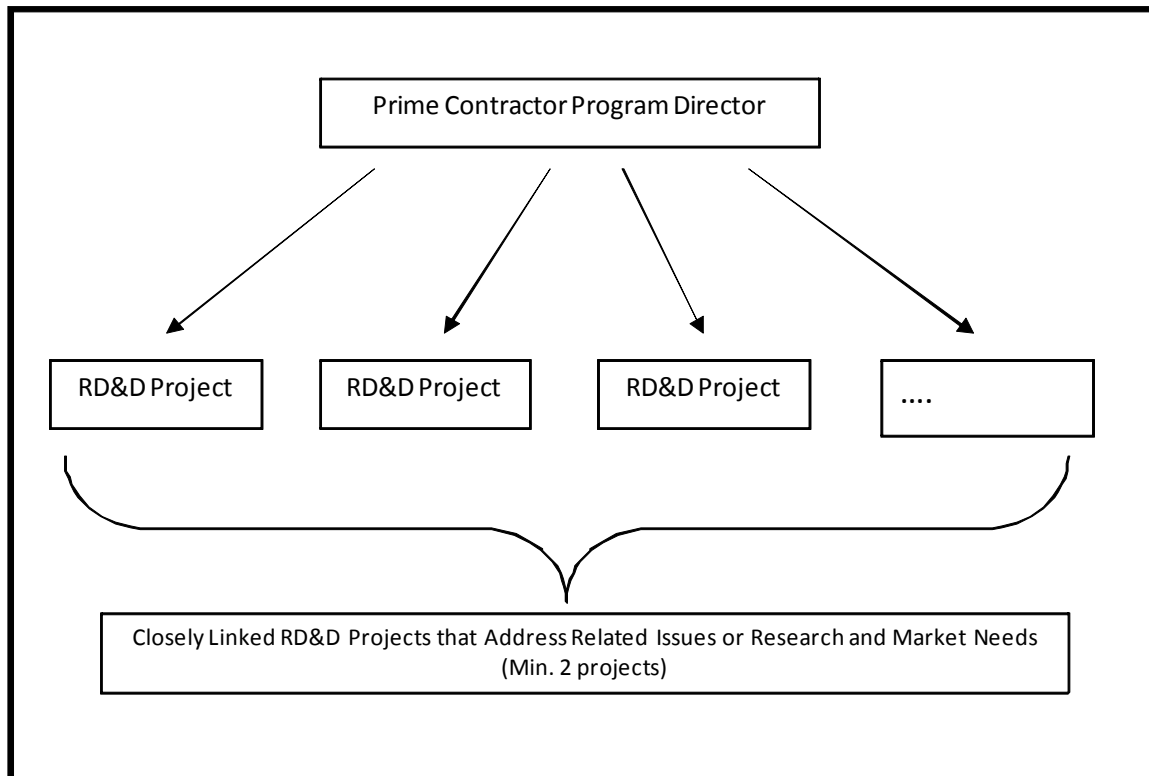 Prime Contractor Program Director
RD&D Project
RD&D Project
RD&D Project
....
Closely Linked RD&D Projects that Address Related Issues or Research and Market Needs
(Min. 2 projects)